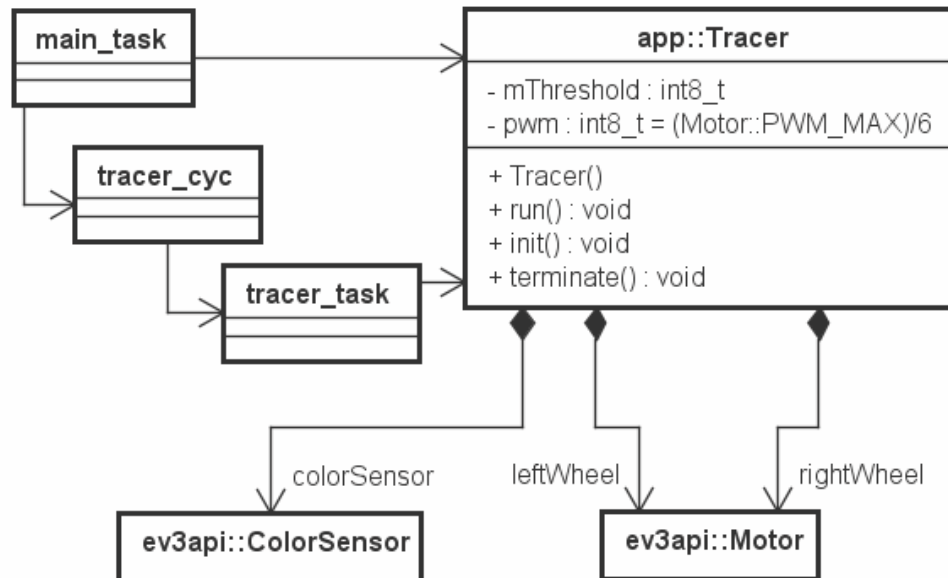 main_task
app::Tracer
- mThreshold : int8_t
- pwm : int8_t = (Motor::PWM_MAX)/6
tracer_cyc
+ Tracer()
+ run() : void
+ init() : void
+ terminate() : void
tracer_task
colorSensor
leftWheel
rightWheel
ev3api::ColorSensor
ev3api::Motor